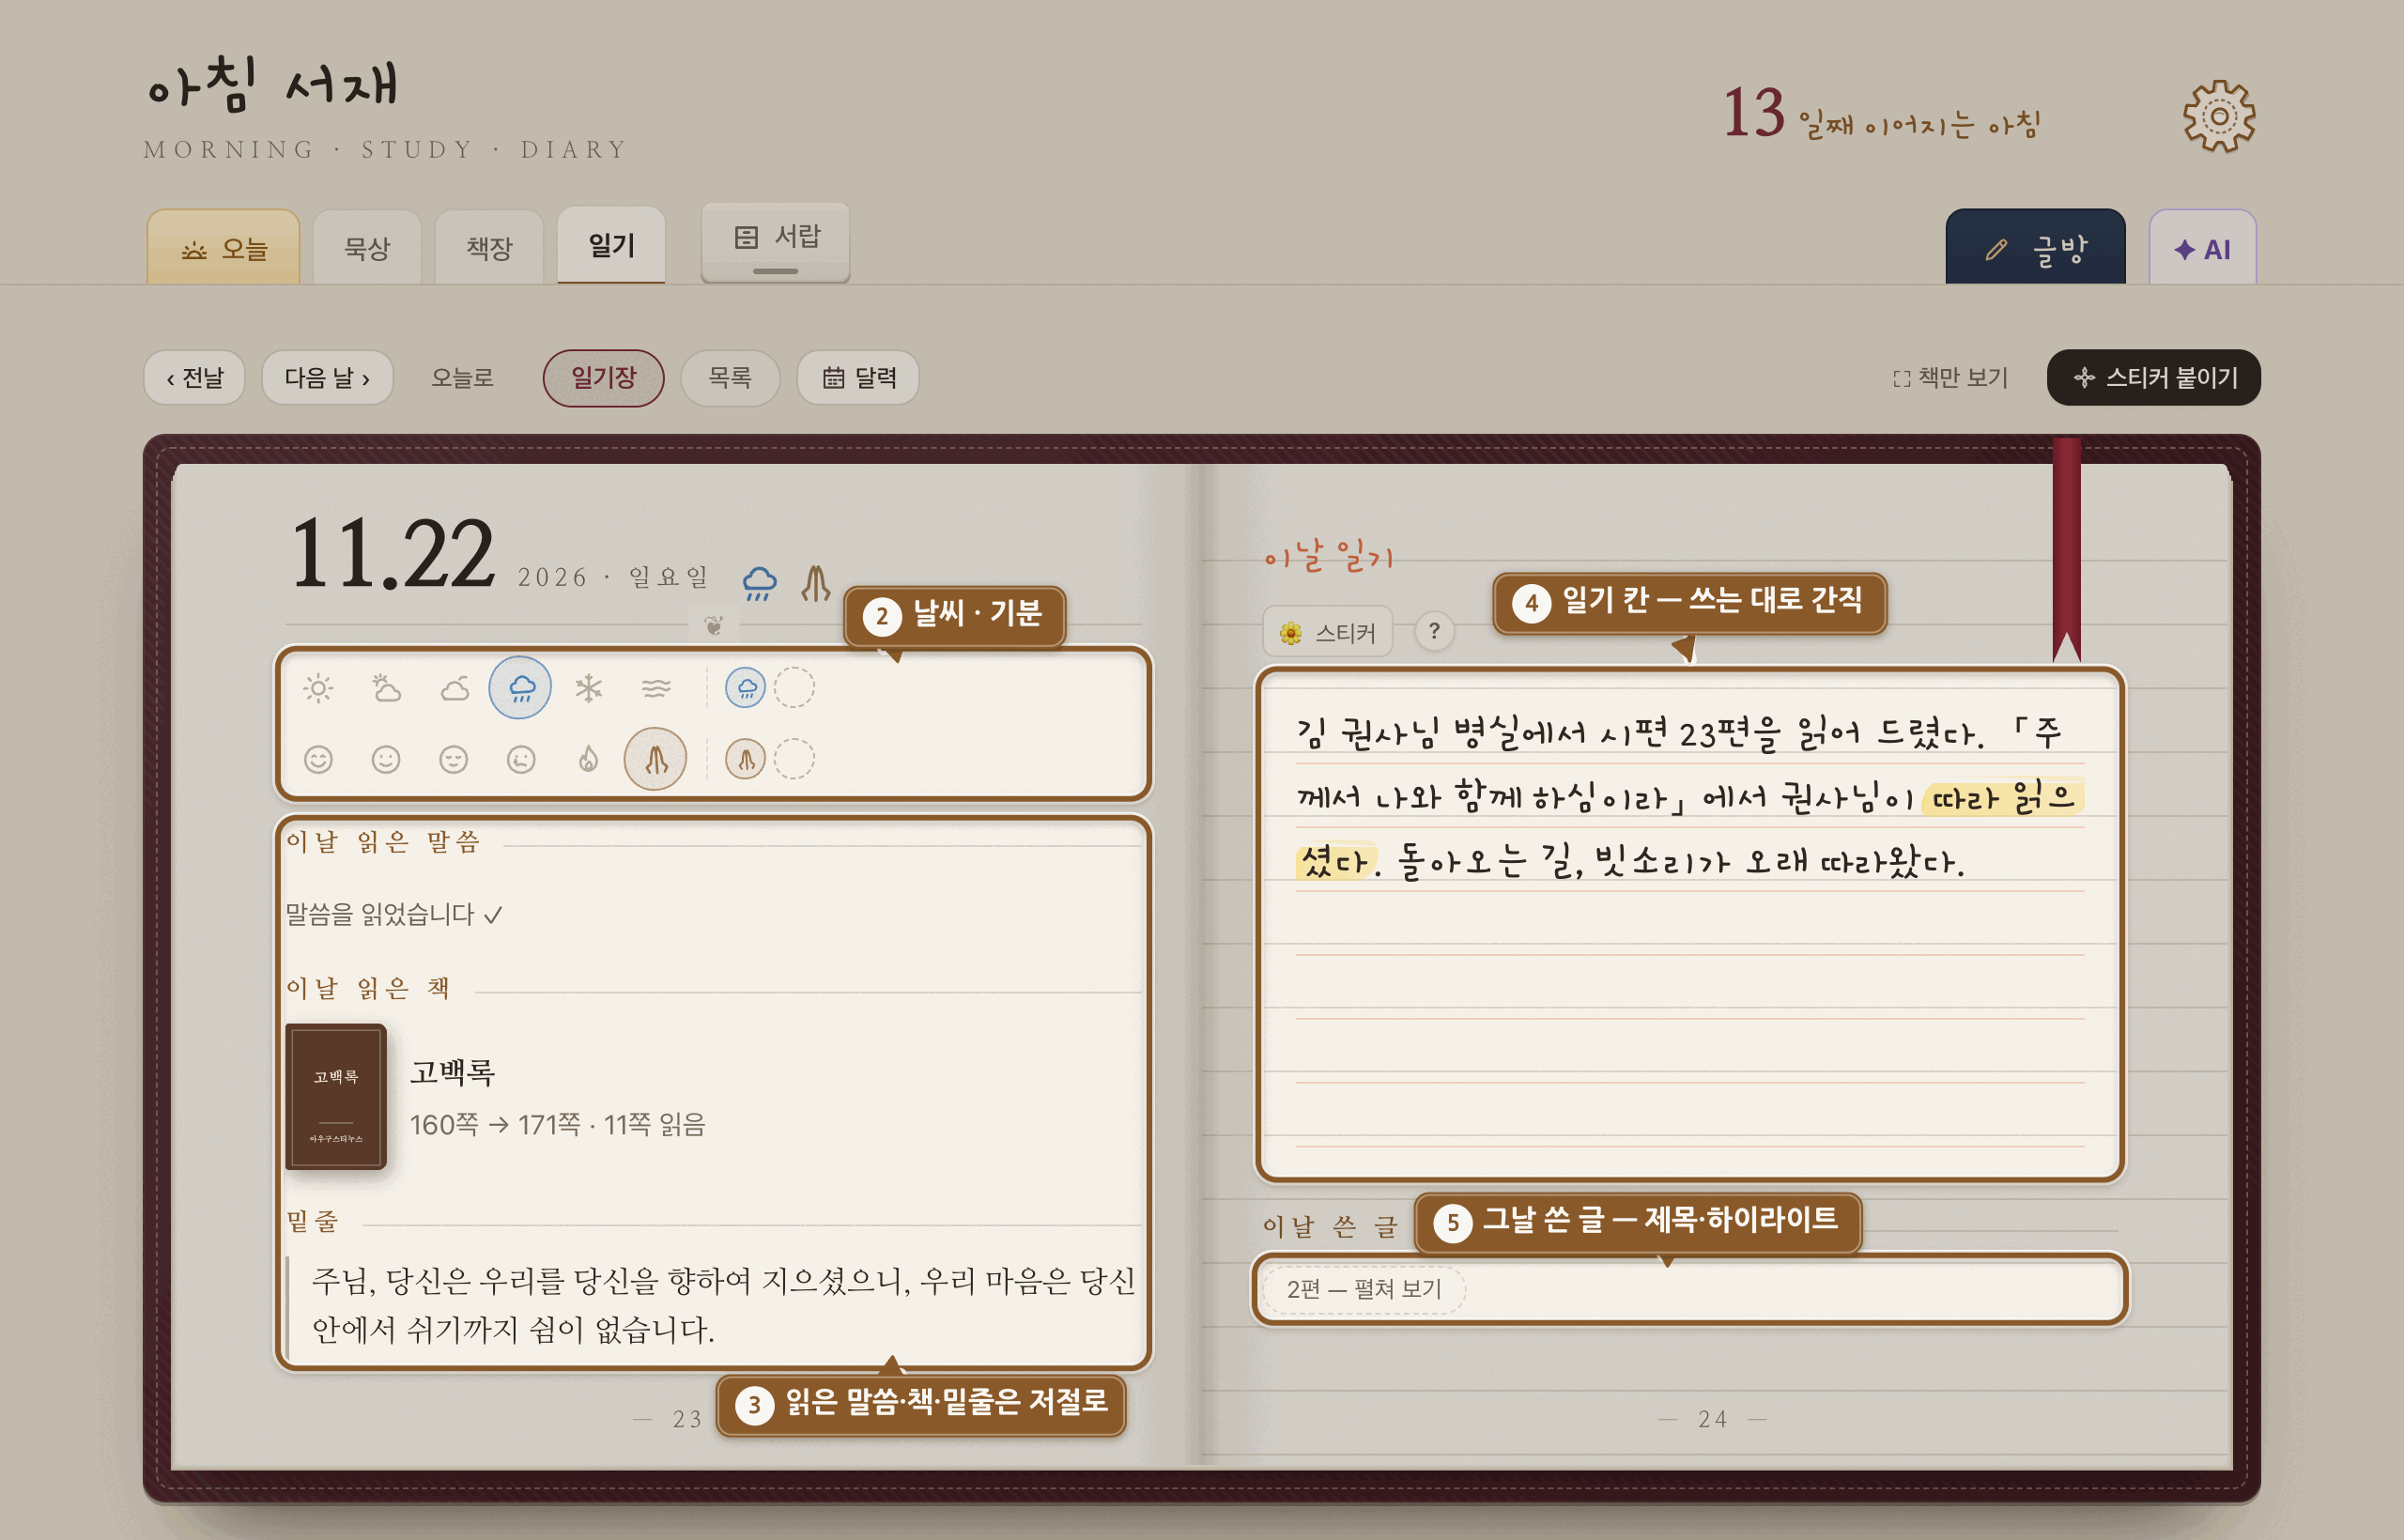 아침 서재
MORNING · STUDY · DIARY
13 일째 이어지는 아침
오늘
묵상
책장
일기
서랍
글방
AI
‹ 전날
다음 날 ›
오늘로
일기장
목록
달력
책만 보기
스티커 붙이기
11.22 2026 · 일요일
2 날씨 · 기분
이날 읽은 말씀
말씀을 읽었습니다 ✓
이날 읽은 책
고백록
아우구스티누스
고백록
160쪽 → 171쪽 · 11쪽 읽음
밑줄
주님, 당신은 우리를 당신을 향하여 지으셨으니, 우리 마음은 당신
안에서 쉬기까지 쉼이 없습니다.
3 읽은 말씀·책·밑줄은 저절로
— 23
이날 일기
스티커
?
4 일기 칸 — 쓰는 대로 간직
김 권사님 병실에서 시편 23편을 읽어 드렸다. 「주
께서 나와 함께 하심이라」에서 권사님이 따라 읽으
셨다. 돌아오는 길, 빗소리가 오래 따라왔다.
이날 쓴 글
5 그날 쓴 글 — 제목·하이라이트
2편 — 펼쳐 보기
— 24 —